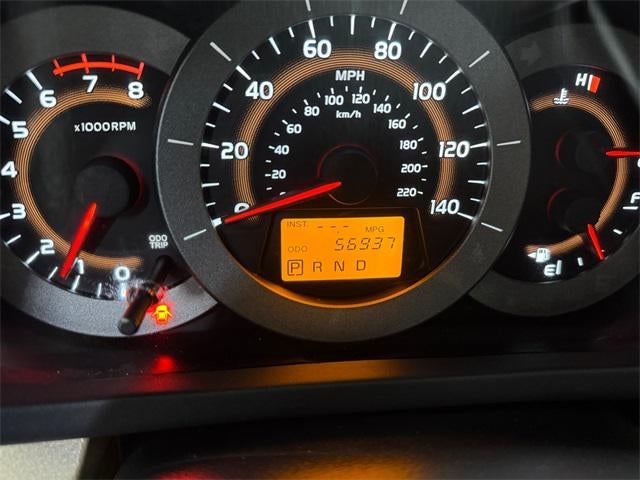 60 80
MPH
40 100
80 100 120 140
60 km/h 160
40 180
20 200
20 120
220
0 140
INST. --.- MPG
ODO 56937
P R N D
7
6 8
5 x1000RPM
4
3
2
1 0
ODO
TRIP
H
F
E